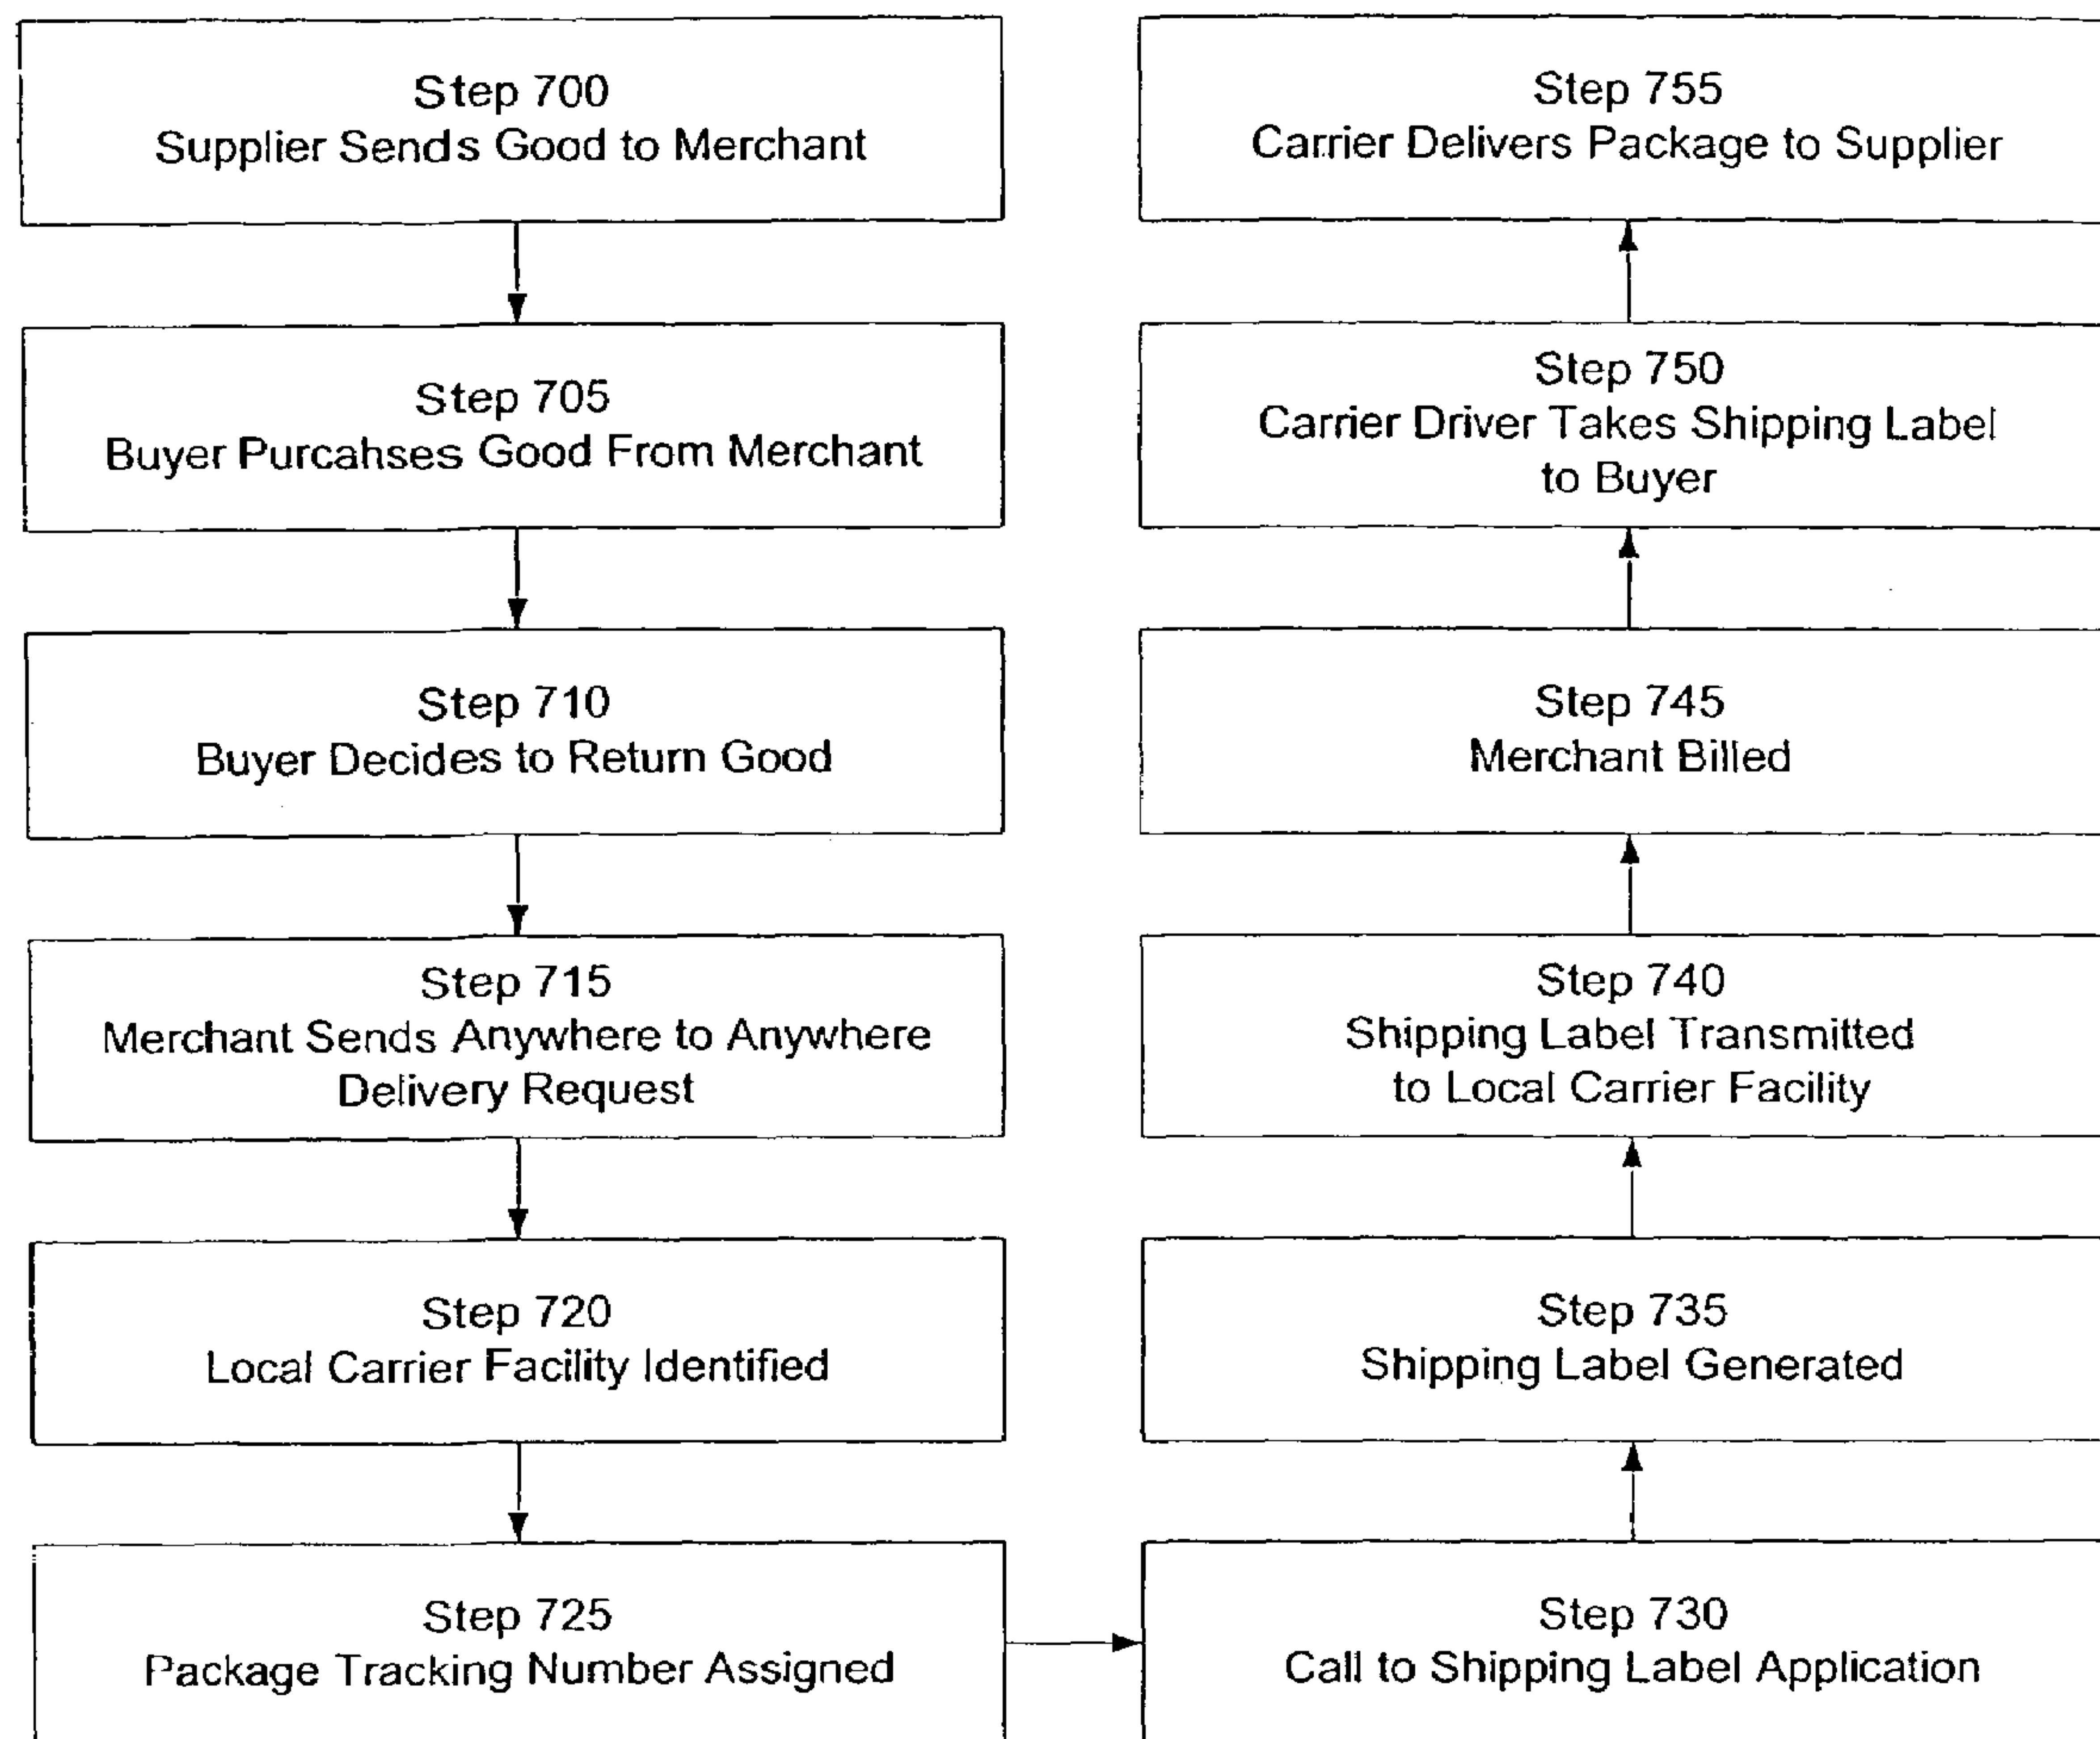 Step 700
Supplier Sends Good to Merchant
Step 705
Buyer Purcahses Good From Merchant
Step 710
Buyer Decides to Return Good
Step 715
Merchant Sends Anywhere to Anywhere
Delivery Request
Step 720
Local Carrier Facility Identified
Step 725
Package Tracking Number Assigned
Step 730
Call to Shipping Label Application
Step 735
Shipping Label Generated
Step 740
Shipping Label Transmitted
to Local Carrier Facility
Step 745
Merchant Billed
Step 750
Carrier Driver Takes Shipping Label
to Buyer
Step 755
Carrier Delivers Package to Supplier